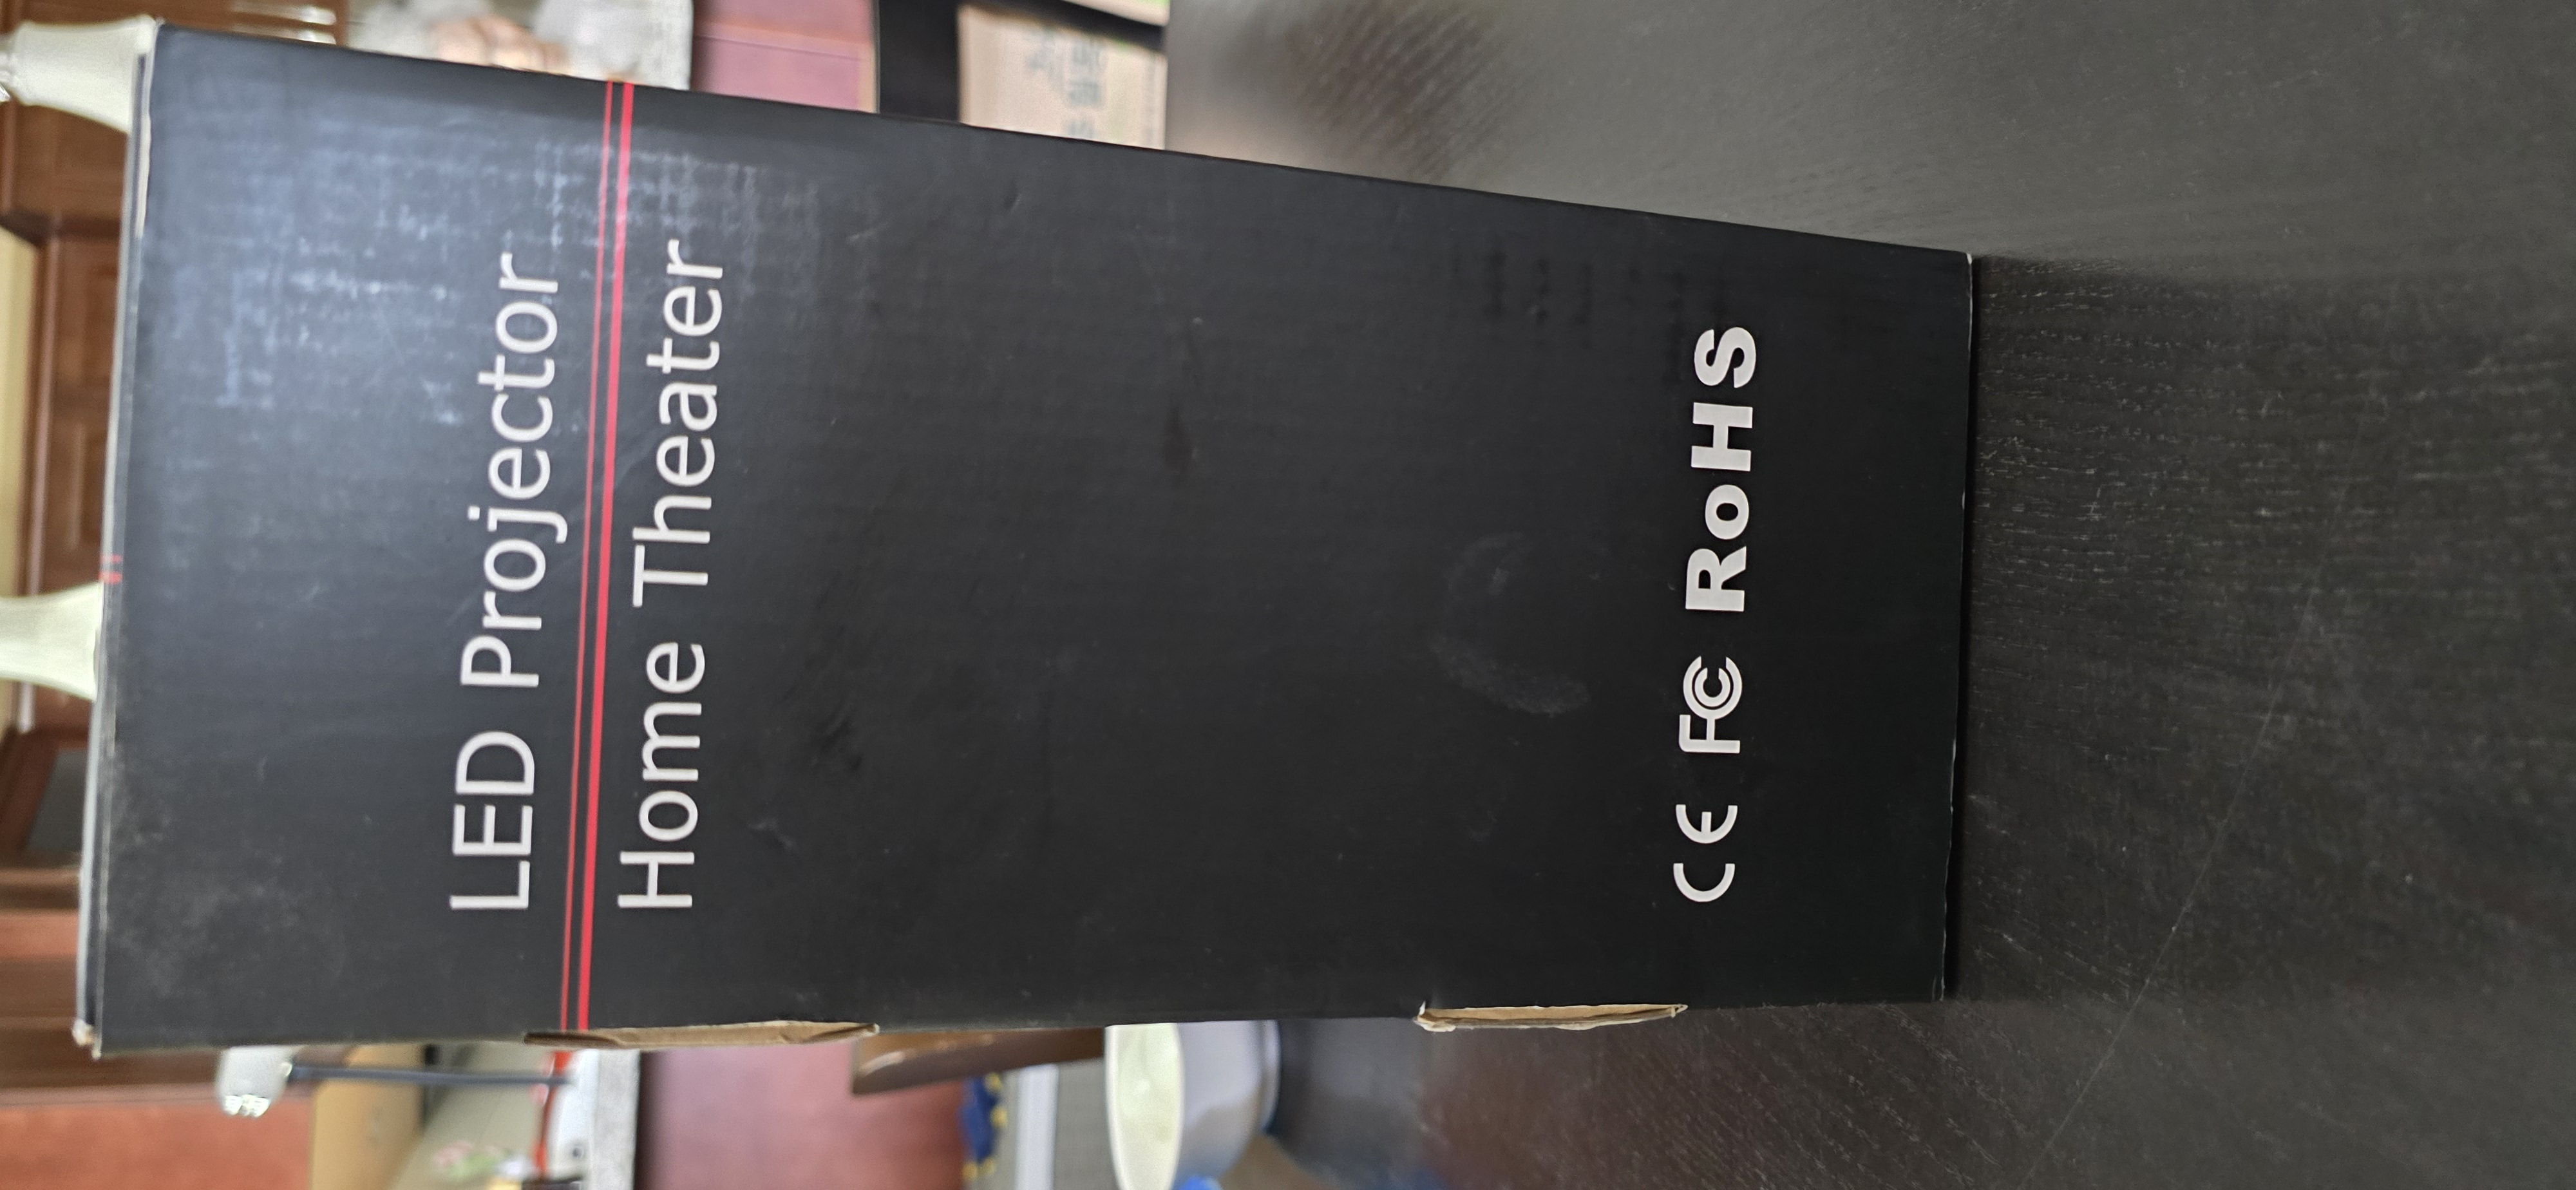 LED Projector
Home Theater
CE FC RoHS